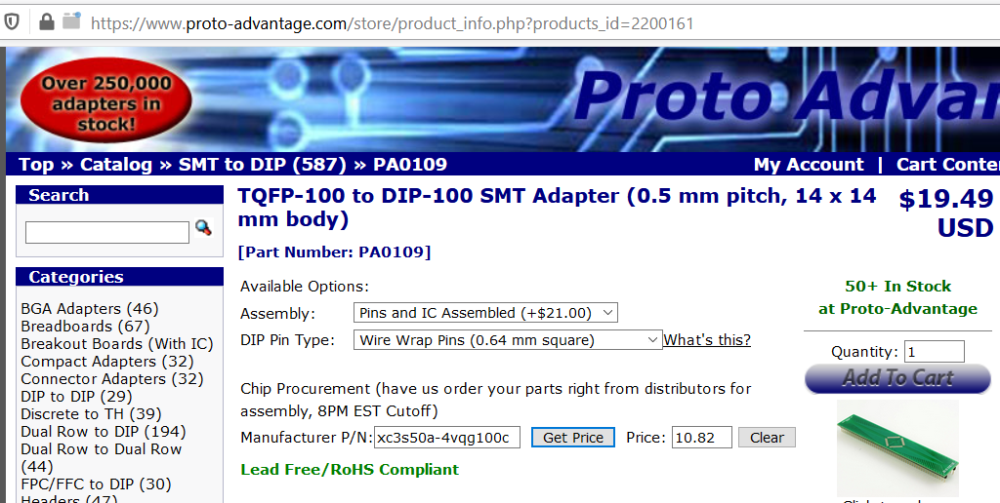 https://www.proto-advantage.com/store/product_info.php?products_id=2200161
Over 250,000
adapters in
stock!
Proto Advan
Top » Catalog » SMT to DIP (587) » PA0109
My Account | Cart Conte
Search
Categories
BGA Adapters (46)
Breadboards (67)
Breakout Boards (With IC)
Compact Adapters (32)
Connector Adapters (32)
DIP to DIP (29)
Discrete to TH (39)
Dual Row to DIP (194)
Dual Row to Dual Row
(44)
FPC/FFC to DIP (30)
Headers (47)
TQFP-100 to DIP-100 SMT Adapter (0.5 mm pitch, 14 x 14
mm body)
$19.49
USD
[Part Number: PA0109]
Available Options:
Assembly: Pins and IC Assembled (+$21.00)
DIP Pin Type: Wire Wrap Pins (0.64 mm square) What's this?
Chip Procurement (have us order your parts right from distributors for
assembly, 8PM EST Cutoff)
Manufacturer P/N: xc3s50a-4vqg100c Get Price Price: 10.82 Clear
Lead Free/RoHS Compliant
50+ In Stock
at Proto-Advantage
Quantity: 1
Add To Cart